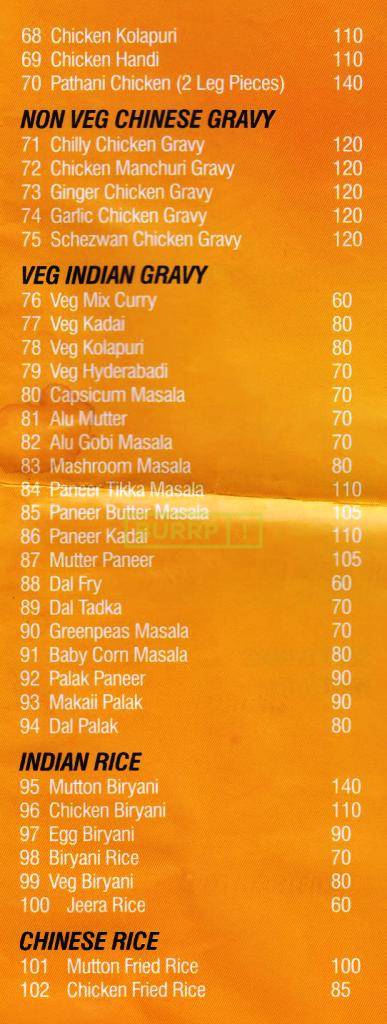 68 Chicken Kolapuri 110
69 Chicken Handi 110
70 Pathani Chicken (2 Leg Pieces) 140
NON VEG CHINESE GRAVY
71 Chilly Chicken Gravy 120
72 Chicken Manchuri Gravy 120
73 Ginger Chicken Gravy 120
74 Garlic Chicken Gravy 120
75 Schezwan Chicken Gravy 120
VEG INDIAN GRAVY
76 Veg Mix Curry 60
77 Veg Kadai 80
78 Veg Kolapuri 80
79 Veg Hyderabadi 70
80 Capsicum Masala 70
81 Alu Mutter 70
82 Alu Gobi Masala 70
83 Mashroom Masala 80
84 Paneer Tikka Masala 110
85 Paneer Butter Masala 105
86 Paneer Kadai 110
BURRP!
87 Mutter Paneer 105
88 Dal Fry 60
89 Dal Tadka 70
90 Greenpeas Masala 70
91 Baby Corn Masala 80
92 Palak Paneer 90
93 Makaii Palak 90
94 Dal Palak 80
INDIAN RICE
95 Mutton Biryani 140
96 Chicken Biryani 110
97 Egg Biryani 90
98 Biryani Rice 70
99 Veg Biryani 80
100 Jeera Rice 60
CHINESE RICE
101 Mutton Fried Rice 100
102 Chicken Fried Rice 85